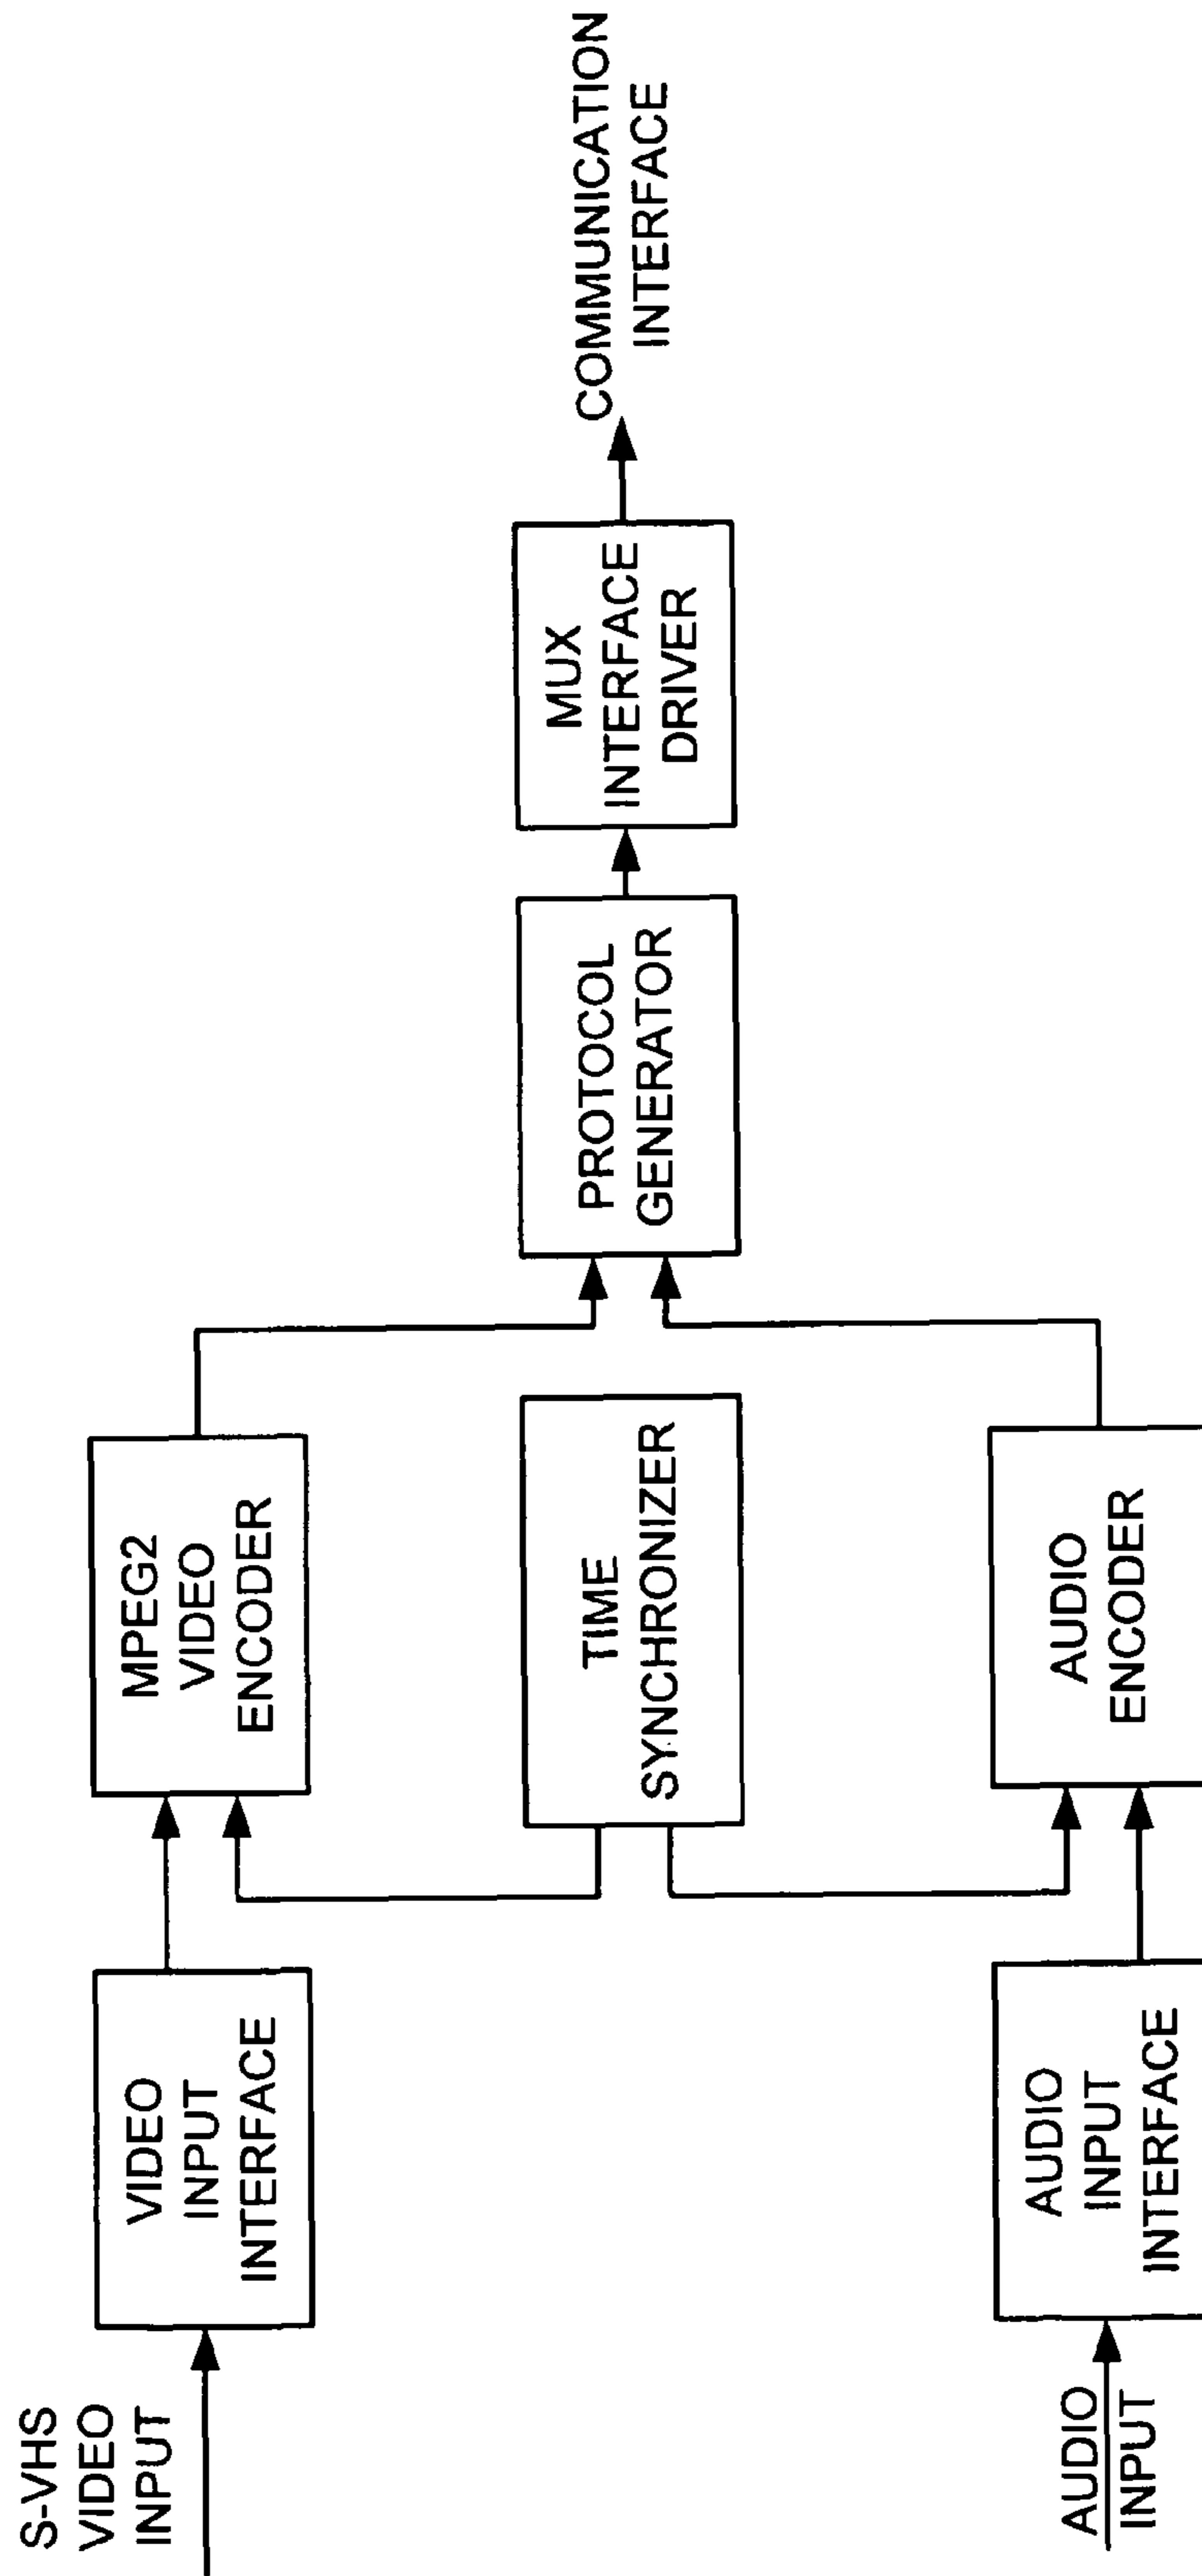 S-VHS
VIDEO
INPUT
VIDEO
INPUT
INTERFACE
MPEG2
VIDEO
ENCODER
TIME
SYNCHRONIZER
PROTOCOL
GENERATOR
MUX
INTERFACE
DRIVER
COMMUNICATION
INTERFACE
AUDIO
INPUT
AUDIO
INPUT
INTERFACE
AUDIO
ENCODER